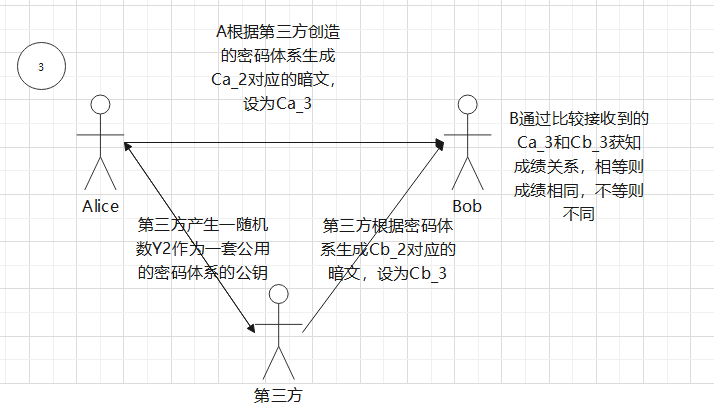 3
A根据第三方创造
的密码体系生成
Ca_2对应的暗文，
设为Ca_3
B通过比较接收到的
Ca_3和Cb_3获知
成绩关系，相等则
成绩相同，不等则
不同
Alice
Bob
第三方产生一随机
数Y2作为一套公用
的密码体系的公钥
第三方根据密码体
系生成Cb_2对应的
暗文，设为Cb_3
第三方